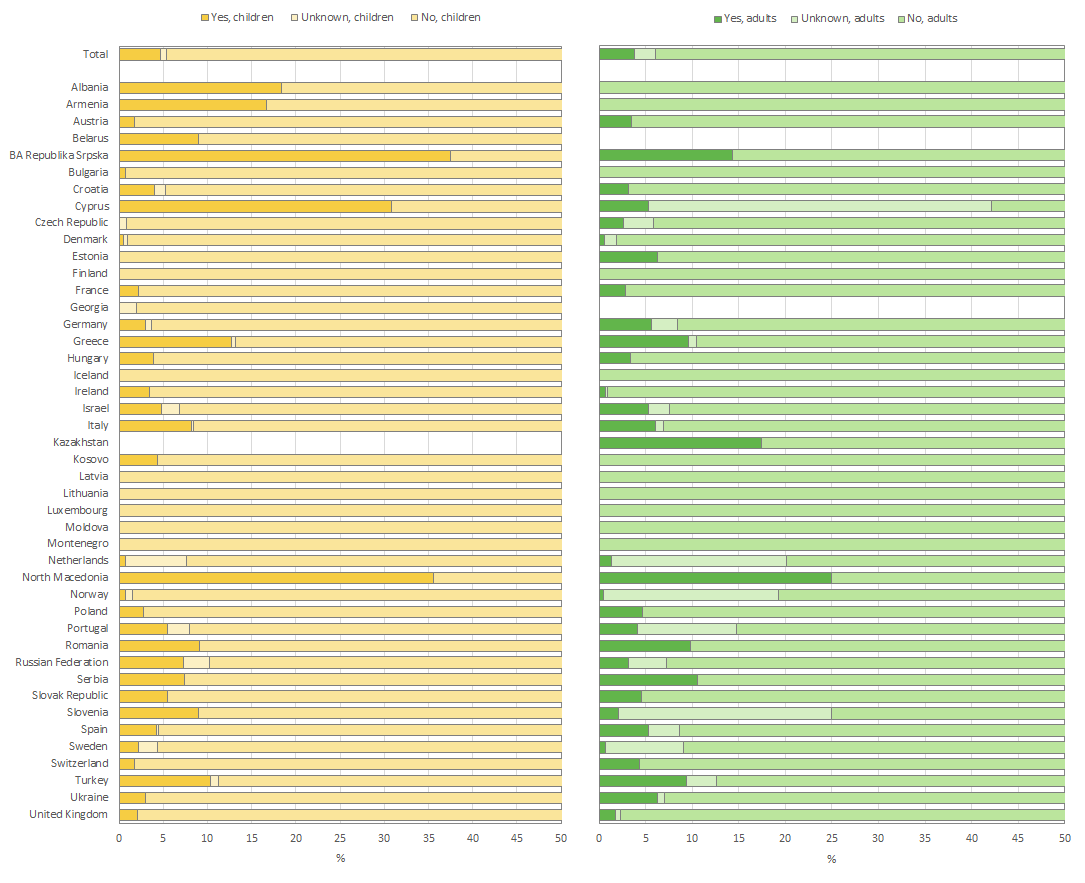 Yes, children Unknown, children No, children
Yes, adults Unknown, adults No, adults
Total
Albania
Armenia
Austria
Belarus
BA Republika Srpska
Bulgaria
Croatia
Cyprus
Czech Republic
Denmark
Estonia
Finland
France
Georgia
Germany
Greece
Hungary
Iceland
Ireland
Israel
Italy
Kazakhstan
Kosovo
Latvia
Lithuania
Luxembourg
Moldova
Montenegro
Netherlands
North Macedonia
Norway
Poland
Portugal
Romania
Russian Federation
Serbia
Slovak Republic
Slovenia
Spain
Sweden
Switzerland
Turkey
Ukraine
United Kingdom
0 5 10 15 20 25 30 35 40 45 50
%
0 5 10 15 20 25 30 35 40 45 50
%